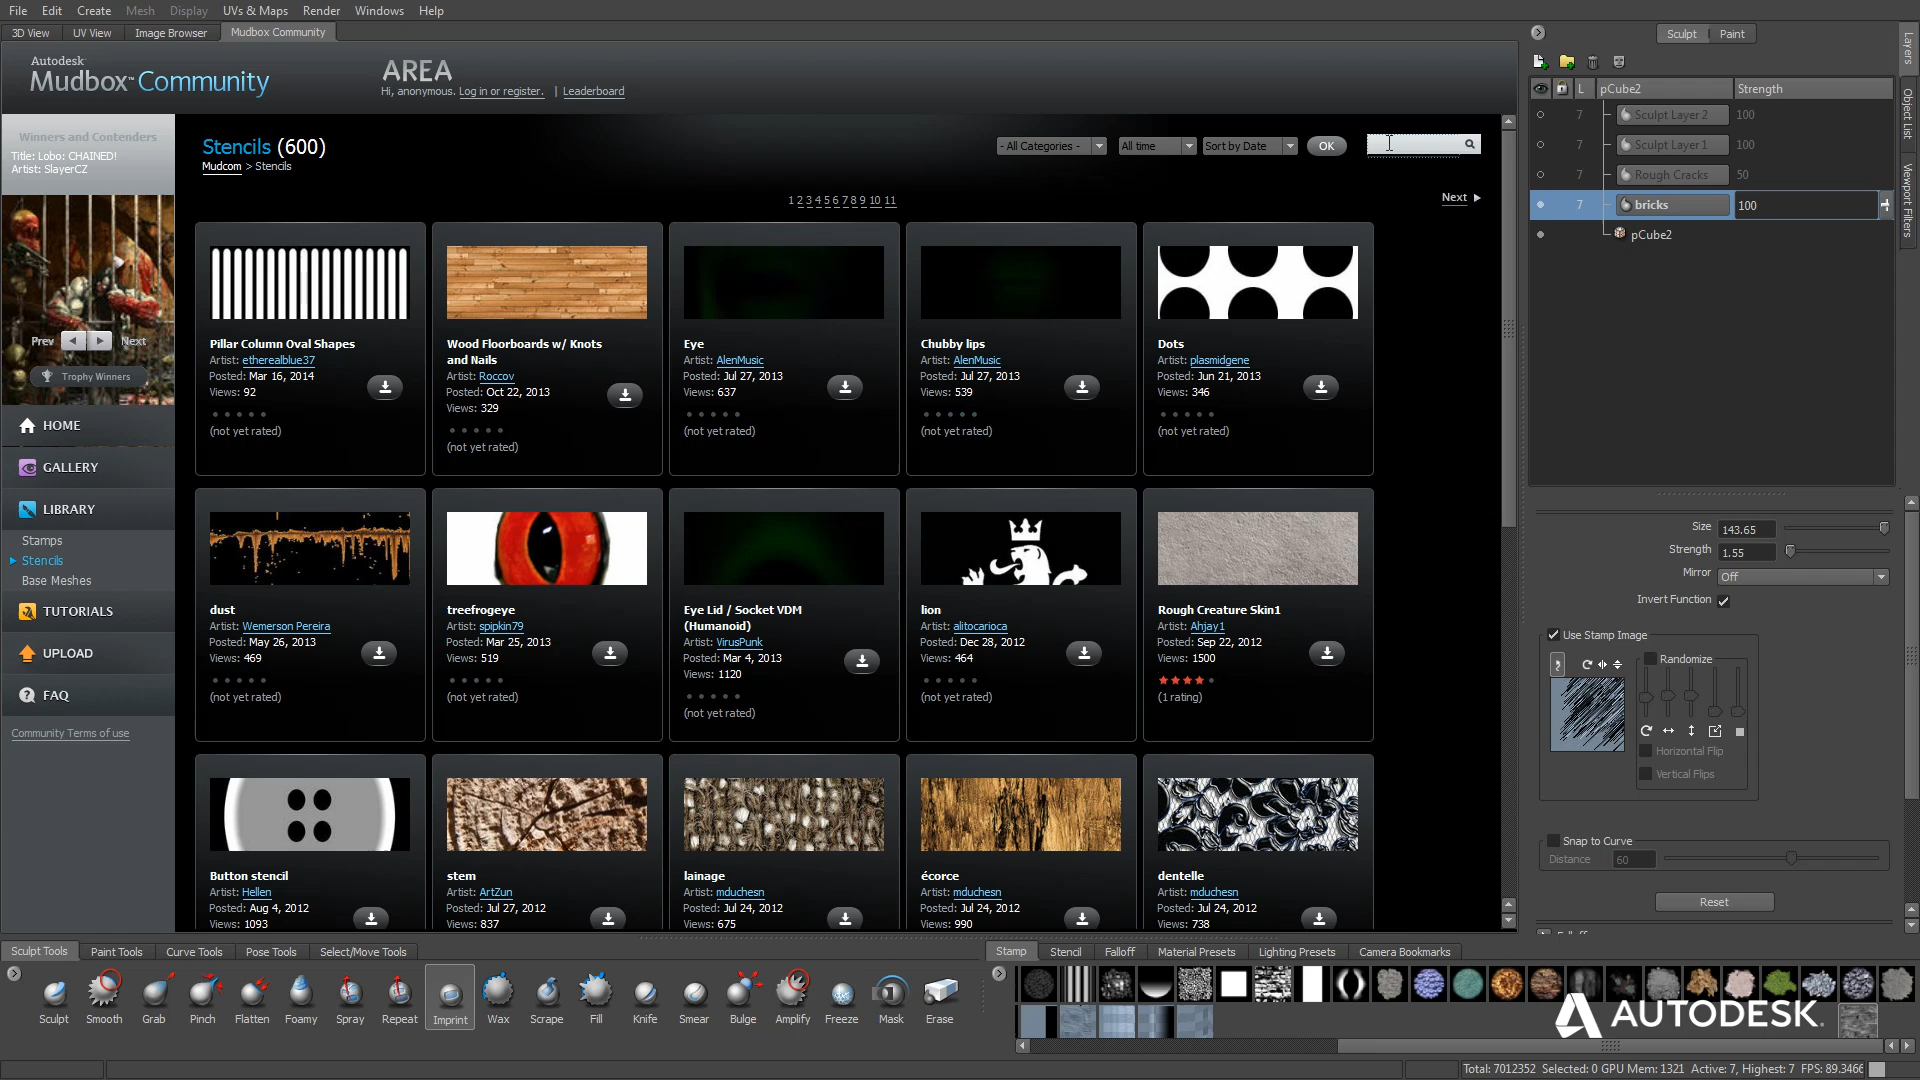 File Edit Create Mesh Display UVs & Maps Render Windows Help
3D View UV View Image Browser Mudbox Community
Autodesk
Mudbox™Community
AREA
Hi, anonymous. Log in or register. | Leaderboard
Winners and Contenders
Title: Lobo: CHAINED!
Artist: SlayerCZ
Prev Next
Trophy Winners
HOME
GALLERY
LIBRARY
Stamps
Stencils
Base Meshes
TUTORIALS
UPLOAD
FAQ
Community Terms of use
Stencils (600)
Mudcom > Stencils
- All Categories - All time Sort by Date OK
1 2 3 4 5 6 7 8 9 10 11
Next
Pillar Column Oval Shapes
Artist: etherealblue37
Posted: Mar 16, 2014
Views: 92
(not yet rated)
Wood Floorboards w/ Knots
and Nails
Artist: Roccov
Posted: Oct 22, 2013
Views: 329
(not yet rated)
Eye
Artist: AlenMusic
Posted: Jul 27, 2013
Views: 637
(not yet rated)
Chubby lips
Artist: AlenMusic
Posted: Jul 27, 2013
Views: 539
(not yet rated)
Dots
Artist: plasmidgene
Posted: Jun 21, 2013
Views: 346
(not yet rated)
dust
Artist: Wemerson Pereira
Posted: May 26, 2013
Views: 469
(not yet rated)
treefrogeye
Artist: spipkin79
Posted: Mar 25, 2013
Views: 519
(not yet rated)
Eye Lid / Socket VDM
(Humanoid)
Artist: VirusPunk
Posted: Mar 4, 2013
Views: 1120
(not yet rated)
lion
Artist: alitocarioca
Posted: Dec 28, 2012
Views: 464
(not yet rated)
Rough Creature Skin1
Artist: Ahjay1
Posted: Sep 22, 2012
Views: 1500
(1 rating)
Button stencil
Artist: Hellen
Posted: Aug 4, 2012
Views: 1093
stem
Artist: ArtZun
Posted: Jul 27, 2012
Views: 837
lainage
Artist: mduchesn
Posted: Jul 24, 2012
Views: 675
écorce
Artist: mduchesn
Posted: Jul 24, 2012
Views: 990
dentelle
Artist: mduchesn
Posted: Jul 24, 2012
Views: 738
Sculpt Paint
L pCube2 Strength
7 Sculpt Layer 2 100
7 Sculpt Layer 1 100
7 Rough Cracks 50
7 bricks 100
pCube2
Layers
Object List
Viewport Filters
Size 143.65
Strength 1.55
Mirror Off
Invert Function
Use Stamp Image
Randomize
Horizontal Flip
Vertical Flips
Snap to Curve
Distance 60
Reset
Sculpt Tools Paint Tools Curve Tools Pose Tools Select/Move Tools
Sculpt Smooth Grab Pinch Flatten Foamy Spray Repeat Imprint Wax Scrape Fill Knife Smear Bulge Amplify Freeze Mask Erase
Stamp Stencil Falloff Material Presets Lighting Presets Camera Bookmarks
AUTODESK.
Total: 7012352 Selected: 0 GPU Mem: 1321 Active: 7, Highest: 7 FPS: 89.3466